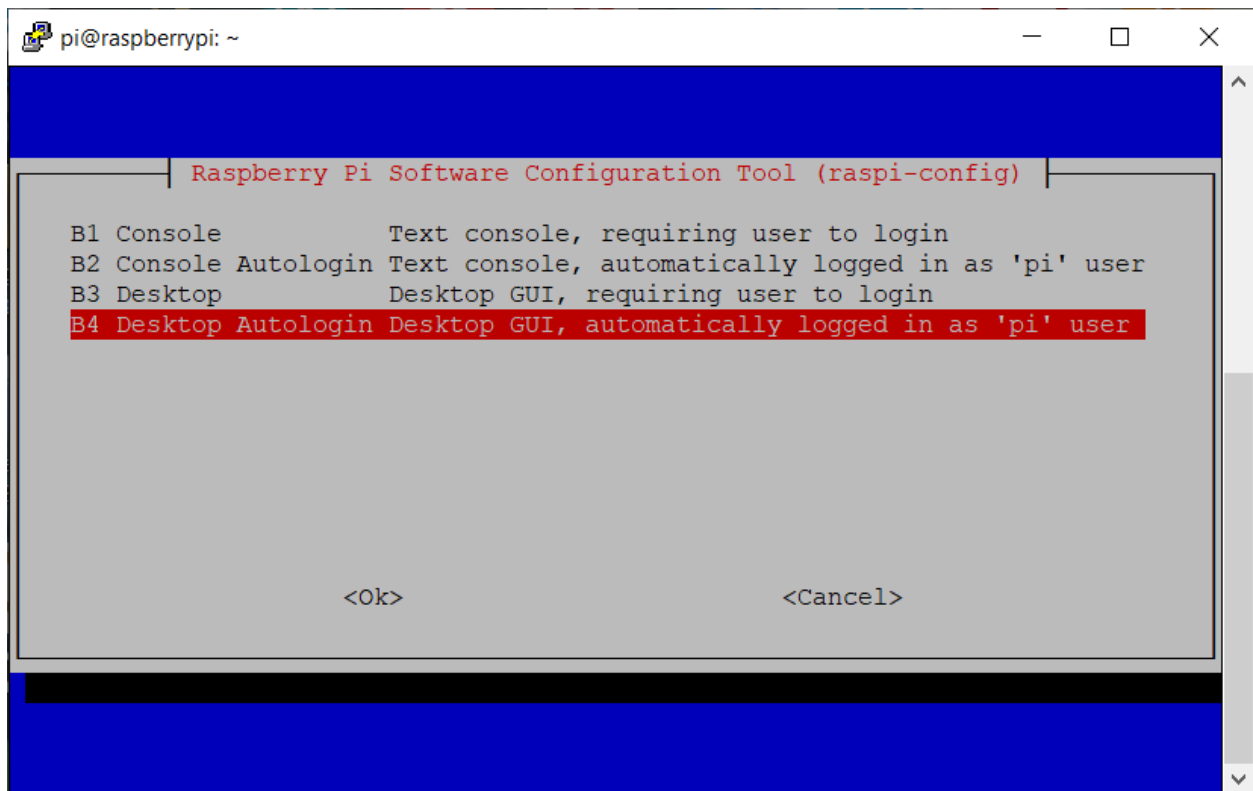 pi@raspberrypi: ~
Raspberry Pi Software Configuration Tool (raspi-config)
B1 Console Text console, requiring user to login
B2 Console Autologin Text console, automatically logged in as 'pi' user
B3 Desktop Desktop GUI, requiring user to login
B4 Desktop Autologin Desktop GUI, automatically logged in as 'pi' user
<Ok> <Cancel>